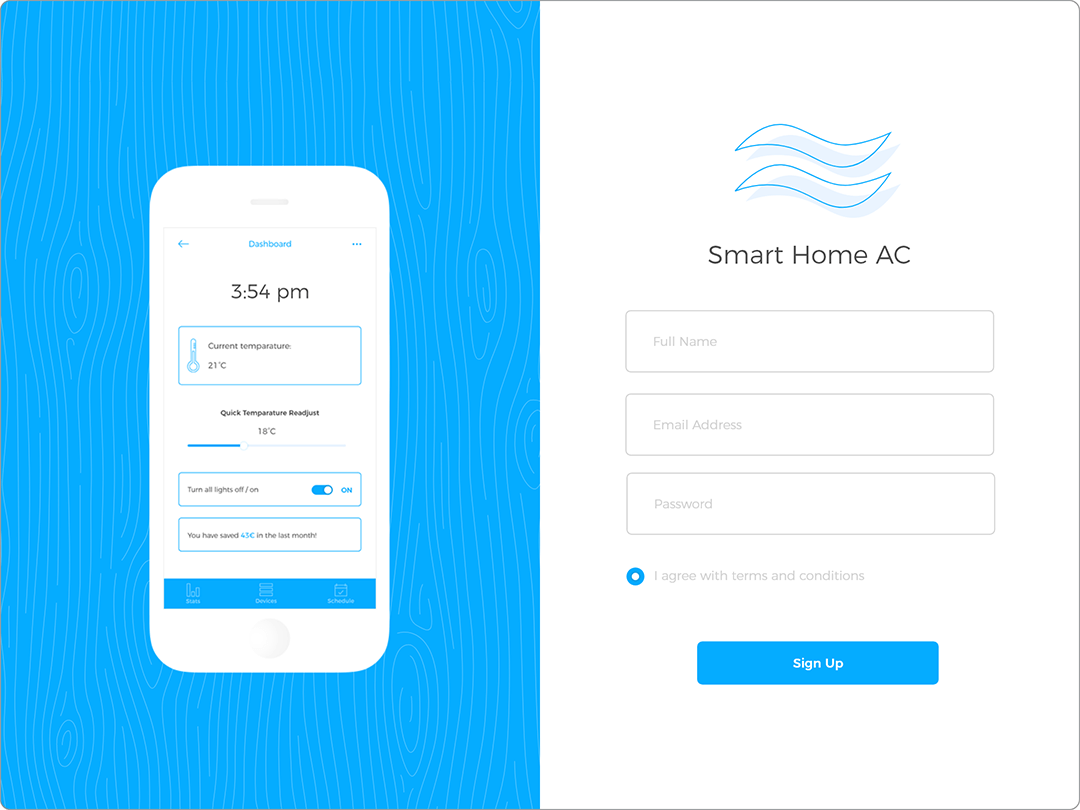 Dashboard
3:54 pm
Current temparature:
21°C
Quick Temparature Readjust
18°C
Turn all lights off / on
ON
You have saved 43€ in the last month!
Stats
Devices
Schedule
Smart Home AC
Full Name
Email Address
Password
I agree with terms and conditions
Sign Up